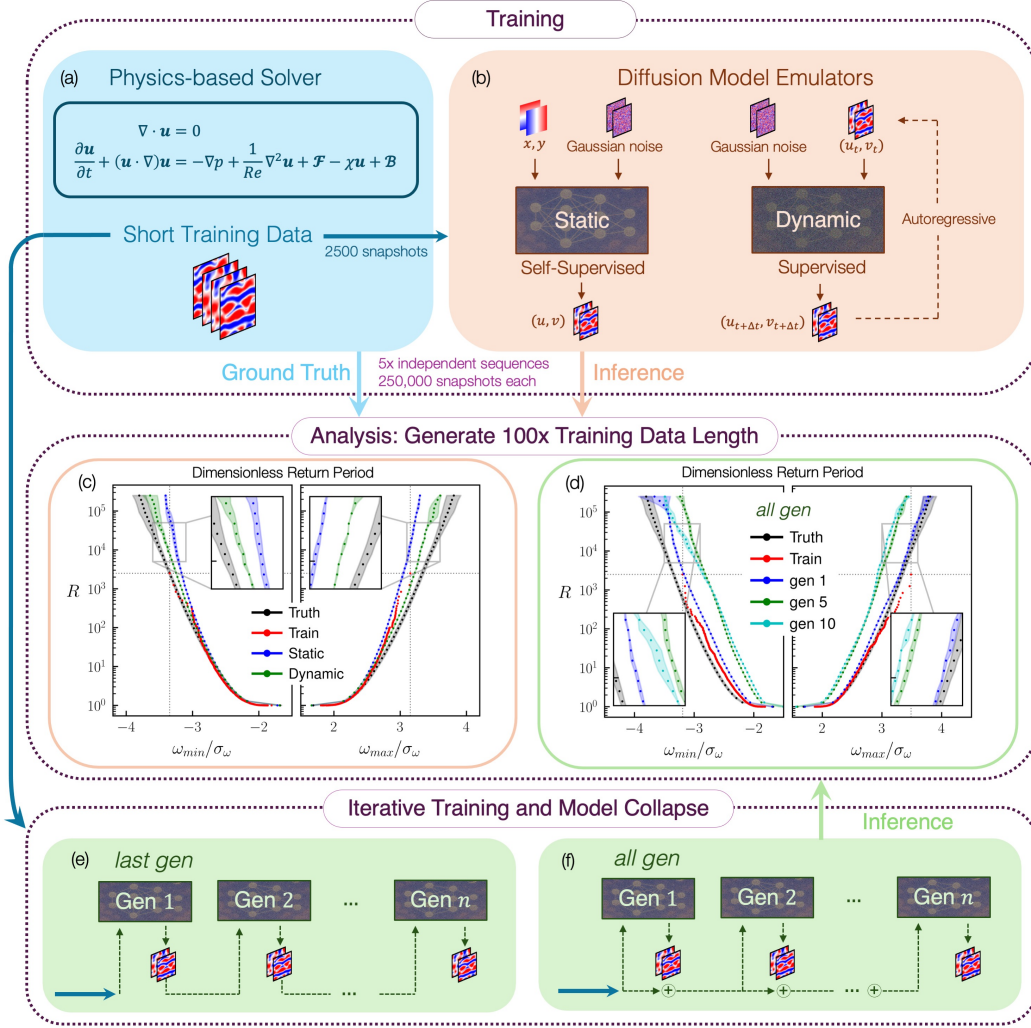 Training
(a)
Physics-based Solver
∇ · u = 0
∂u/∂t + (u · ∇)u = −∇p + 1/Re ∇²u + F − χu + B
Short Training Data
2500 snapshots
(b)
Diffusion Model Emulators
x, y
Gaussian noise
Gaussian noise
(u_t, v_t)
Static
Dynamic
Autoregressive
Self-Supervised
Supervised
(u, v)
(u_{t+Δt}, v_{t+Δt})
Ground Truth
5x independent sequences
250,000 snapshots each
Inference
Analysis: Generate 100x Training Data Length
(c)
Dimensionless Return Period
10⁵
10⁴
10³
10²
10¹
10⁰
R
Truth
Train
Static
Dynamic
−4 −3 −2
3 4
ω_min/σ_ω
ω_max/σ_ω
(d)
Dimensionless Return Period
all gen
10⁵
10⁴
10³
10²
10¹
10⁰
R
Truth
Train
gen 1
gen 5
gen 10
−4 −3 −2
2 3 4
ω_min/σ_ω
ω_max/σ_ω
Iterative Training and Model Collapse
Inference
(e)
last gen
Gen 1
Gen 2
...
Gen n
...
(f)
all gen
Gen 1
Gen 2
...
Gen n
+
+
...
+